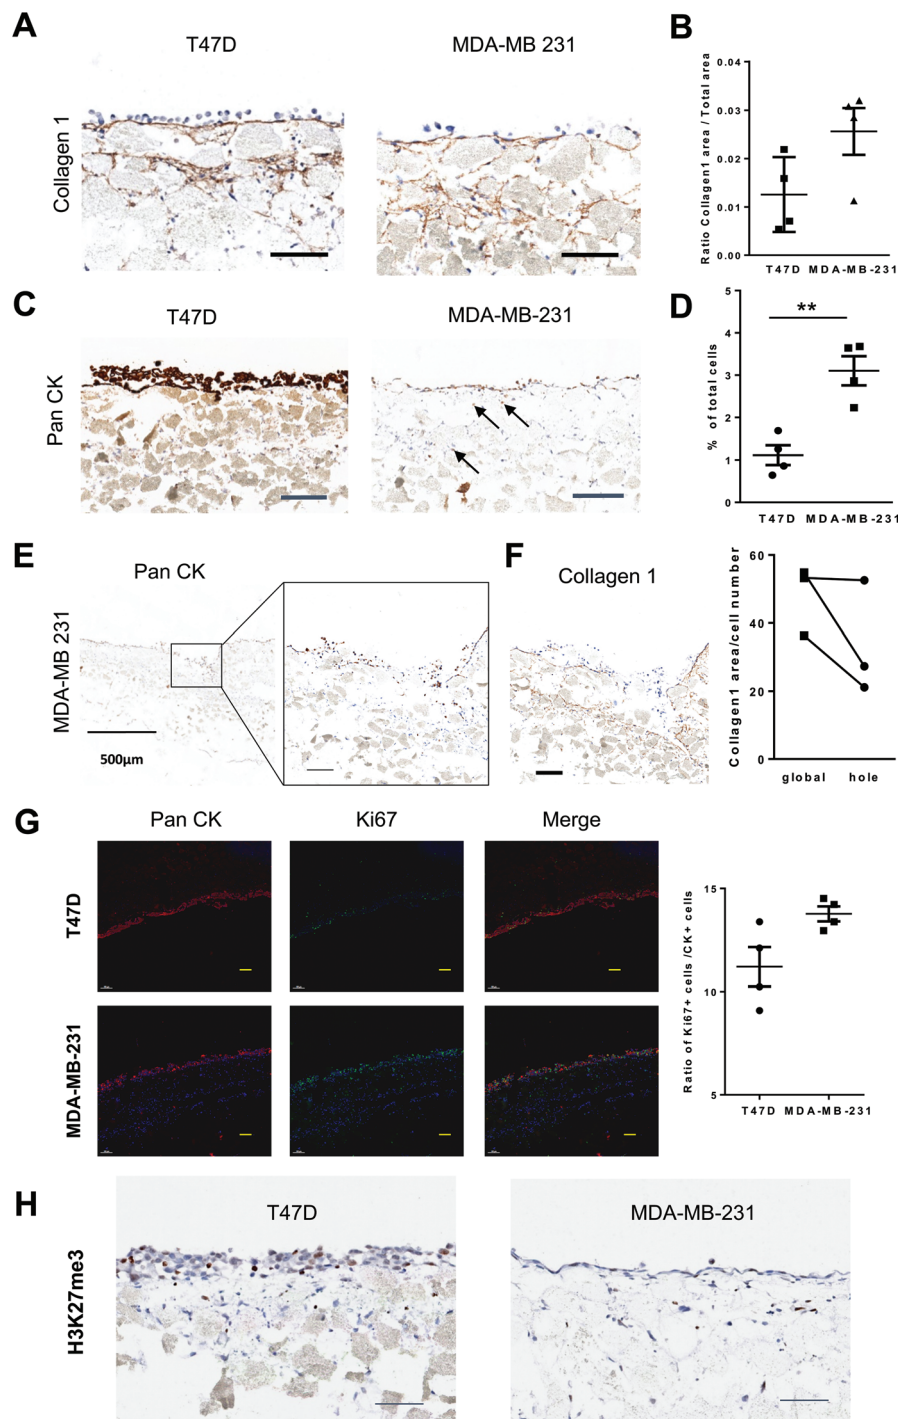 A
T47D
MDA-MB 231
Collagen 1
B
Ratio Collagen1 area / Total area
0.04
0.03
0.02
0.01
0.00
T47D MDA-MB-231
C
T47D
MDA-MB-231
Pan CK
D
% of total cells
5
4
3
2
1
0
**
T47D MDA-MB-231
E
Pan CK
MDA-MB 231
500µm
F
Collagen 1
Collagen1 area/cell number
60
40
20
0
global hole
G
Pan CK
Ki67
Merge
T47D
MDA-MB-231
Ratio of Ki67+ cells /CK+ cells
15
10
5
T47D MDA-MB-231
H
T47D
MDA-MB-231
H3K27me3